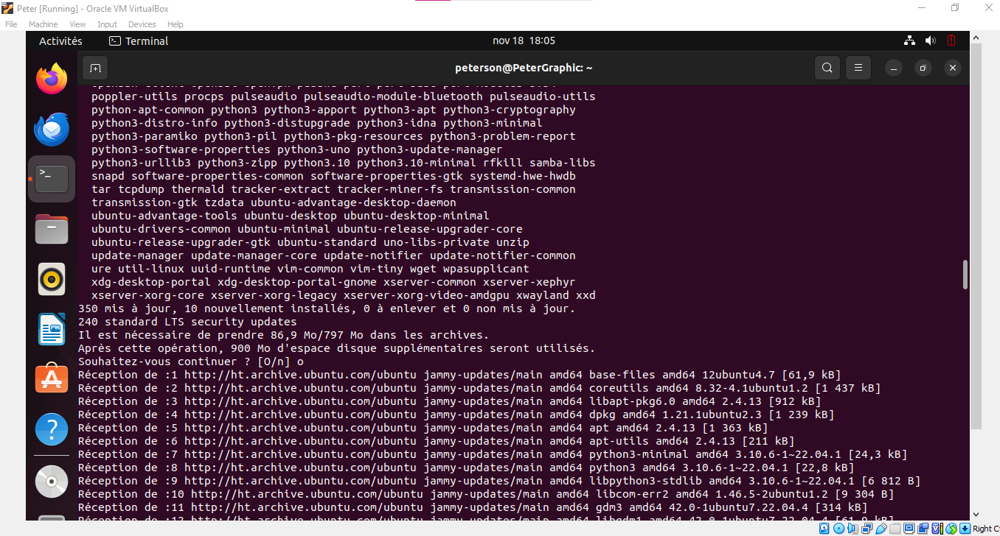 Peter [Running] - Oracle VM VirtualBox
File Machine View Input Devices Help
Activités Terminal nov 18 18:05
peterson@PeterGraphic: ~
poppler-utils procps pulseaudio pulseaudio-module-bluetooth pulseaudio-utils
python-apt-common python3 python3-apport python3-apt python3-cryptography
python3-distro-info python3-distupgrade python3-idna python3-minimal
python3-paramiko python3-pil python3-pkg-resources python3-problem-report
python3-software-properties python3-uno python3-update-manager
python3-urllib3 python3-zipp python3.10 python3.10-minimal rfkill samba-libs
snapd software-properties-common software-properties-gtk systemd-hwe-hwdb
tar tcpdump thermald tracker-extract tracker-miner-fs transmission-common
transmission-gtk tzdata ubuntu-advantage-desktop-daemon
ubuntu-advantage-tools ubuntu-desktop ubuntu-desktop-minimal
ubuntu-drivers-common ubuntu-minimal ubuntu-release-upgrader-core
ubuntu-release-upgrader-gtk ubuntu-standard uno-libs-private unzip
update-manager update-manager-core update-notifier update-notifier-common
ure util-linux uuid-runtime vim-common vim-tiny wget wpasupplicant
xdg-desktop-portal xdg-desktop-portal-gnome xserver-common xserver-xephyr
xserver-xorg-core xserver-xorg-legacy xserver-xorg-video-amdgpu xwayland xxd
350 mis à jour, 10 nouvellement installés, 0 à enlever et 0 non mis à jour.
240 standard LTS security updates
Il est nécessaire de prendre 86,9 Mo/797 Mo dans les archives.
Après cette opération, 900 Mo d'espace disque supplémentaires seront utilisés.
Souhaitez-vous continuer ? [O/n] o
Réception de :1 http://ht.archive.ubuntu.com/ubuntu jammy-updates/main amd64 base-files amd64 12ubuntu4.7 [61,9 kB]
Réception de :2 http://ht.archive.ubuntu.com/ubuntu jammy-updates/main amd64 coreutils amd64 8.32-4.1ubuntu1.2 [1 437 kB]
Réception de :3 http://ht.archive.ubuntu.com/ubuntu jammy-updates/main amd64 libapt-pkg6.0 amd64 2.4.13 [912 kB]
Réception de :4 http://ht.archive.ubuntu.com/ubuntu jammy-updates/main amd64 dpkg amd64 1.21.1ubuntu2.3 [1 239 kB]
Réception de :5 http://ht.archive.ubuntu.com/ubuntu jammy-updates/main amd64 apt amd64 2.4.13 [1 363 kB]
Réception de :6 http://ht.archive.ubuntu.com/ubuntu jammy-updates/main amd64 apt-utils amd64 2.4.13 [211 kB]
Réception de :7 http://ht.archive.ubuntu.com/ubuntu jammy-updates/main amd64 python3-minimal amd64 3.10.6-1~22.04.1 [24,3 kB]
Réception de :8 http://ht.archive.ubuntu.com/ubuntu jammy-updates/main amd64 python3 amd64 3.10.6-1~22.04.1 [22,8 kB]
Réception de :9 http://ht.archive.ubuntu.com/ubuntu jammy-updates/main amd64 libpython3-stdlib amd64 3.10.6-1~22.04.1 [6 812 B]
Réception de :10 http://ht.archive.ubuntu.com/ubuntu jammy-updates/main amd64 libcom-err2 amd64 1.46.5-2ubuntu1.2 [9 304 B]
Réception de :11 http://ht.archive.ubuntu.com/ubuntu jammy-updates/main amd64 gdm3 amd64 42.0-1ubuntu7.22.04.4 [314 kB]
Right C